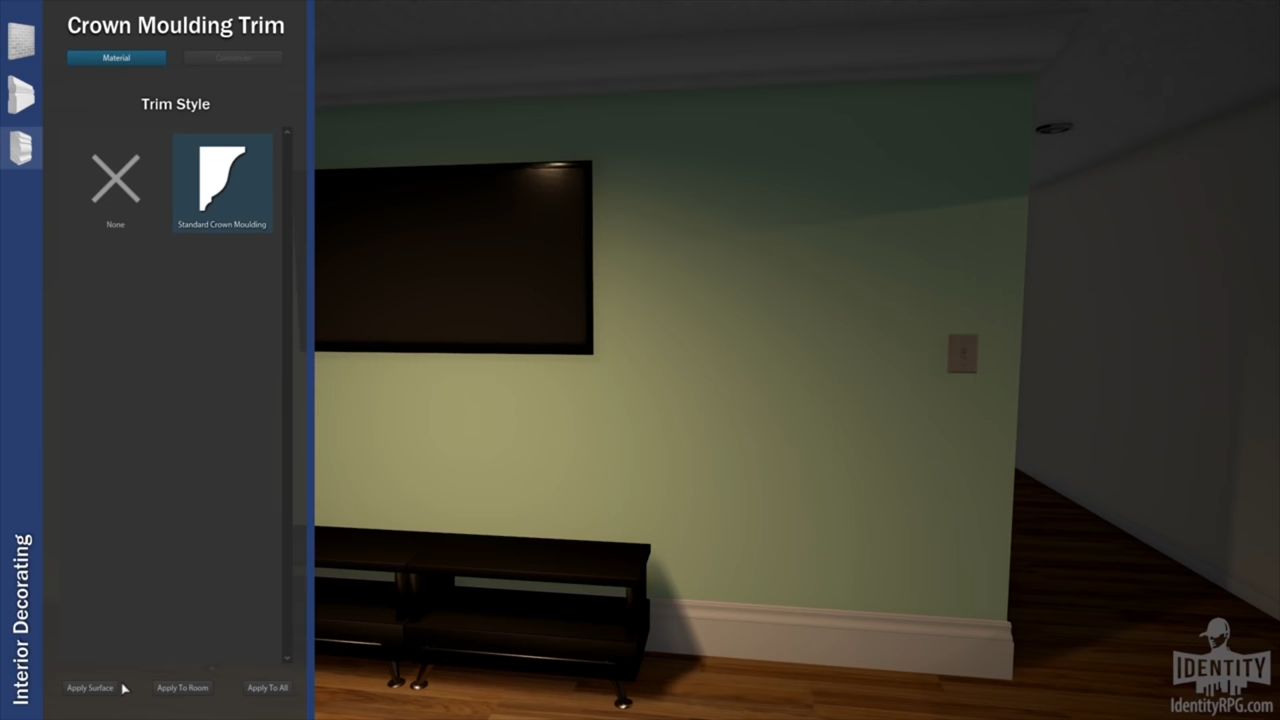 Crown Moulding Trim
Material
Customize
Trim Style
None
Standard Crown Moulding
Interior Decorating
Apply Surface
Apply To Room
Apply To All
IDENTITY
IdentityRPG.com